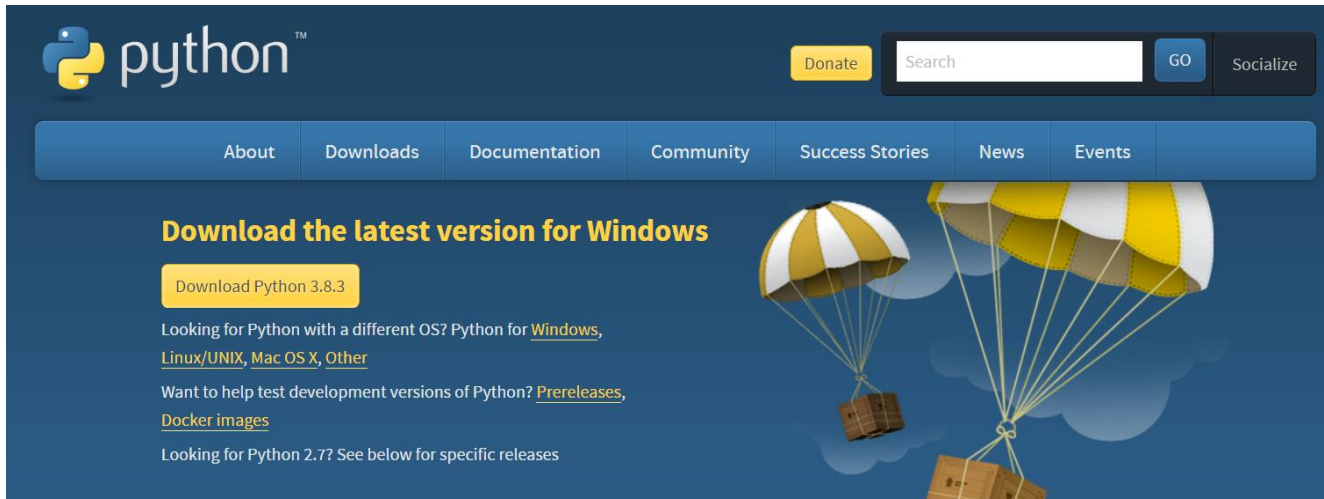 python™
Donate
Search
GO
Socialize
About
Downloads
Documentation
Community
Success Stories
News
Events
Download the latest version for Windows
Download Python 3.8.3
Looking for Python with a different OS? Python for Windows,
Linux/UNIX, Mac OS X, Other
Want to help test development versions of Python? Prereleases,
Docker images
Looking for Python 2.7? See below for specific releases